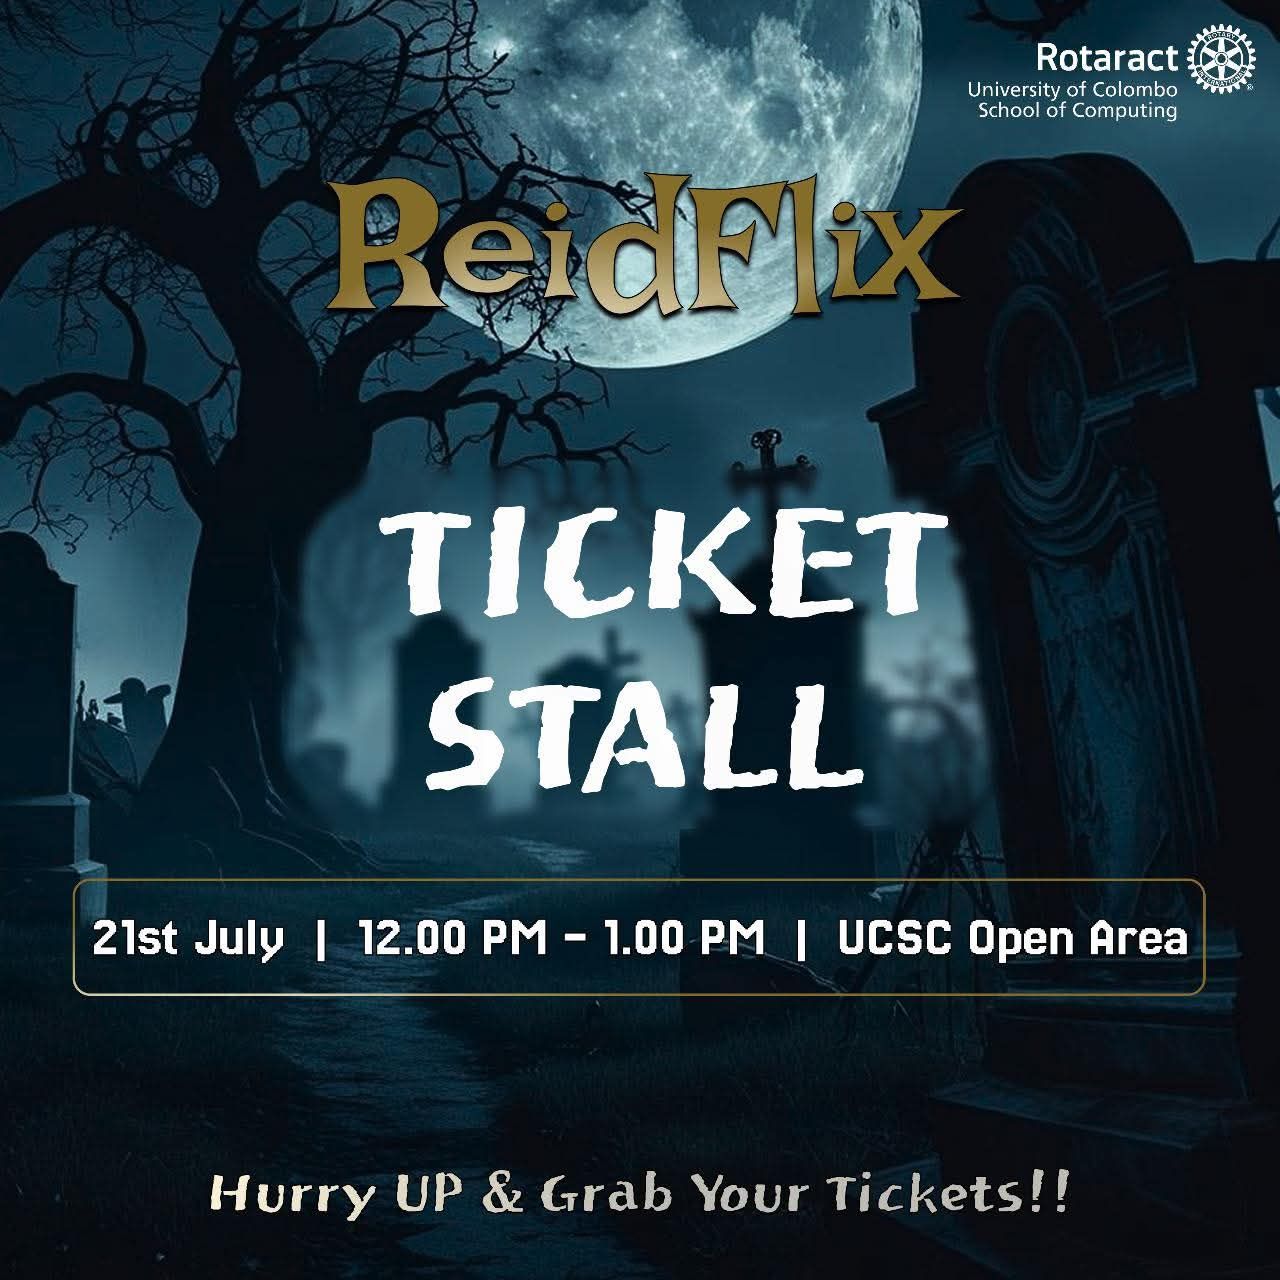 Rotaract
University of Colombo
School of Computing
ReidFlix
TICKET
STALL
21st July | 12.00 PM - 1.00 PM | UCSC Open Area
Hurry UP & Grab Your Tickets!!